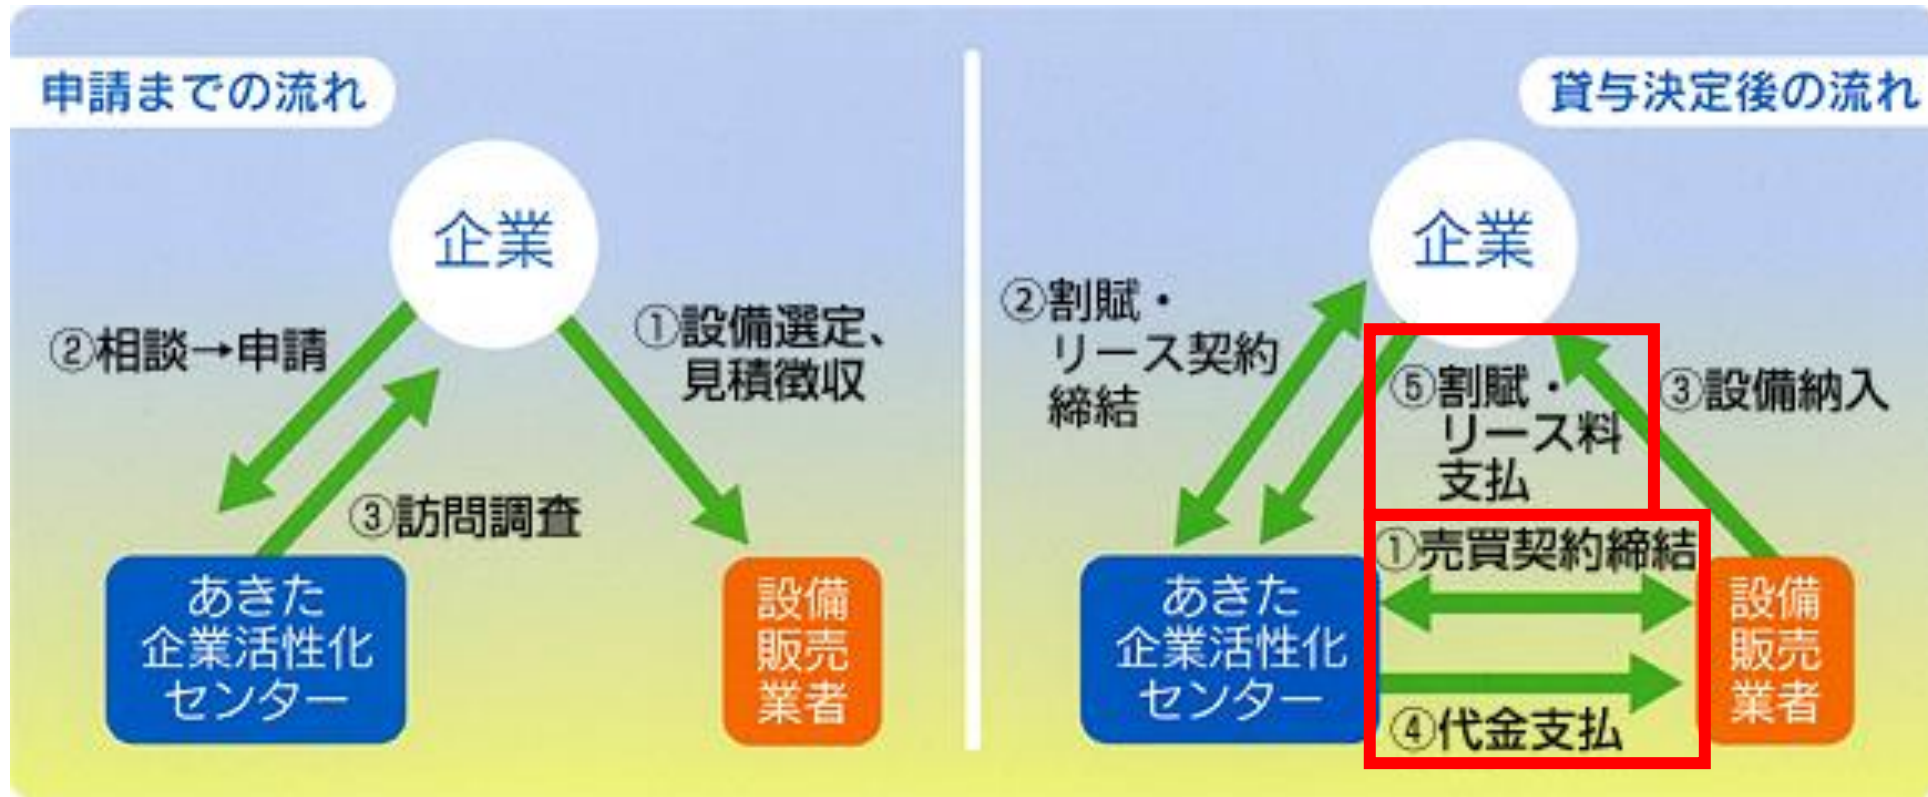 申請までの流れ
企業
②相談→申請
①設備選定、
見積徴収
③訪問調査
あきた
企業活性化
センター
設備
販売
業者
貸与決定後の流れ
企業
②割賦・
リース契約
締結
⑤割賦・
リース料
支払
③設備納入
①売買契約締結
あきた
企業活性化
センター
④代金支払
設備
販売
業者